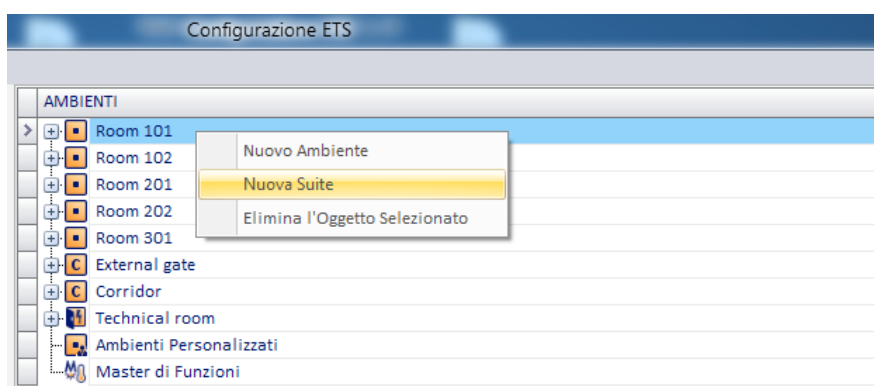 Configurazione ETS
AMBIENTI
Room 101
Room 102
Room 201
Room 202
Room 301
External gate
Corridor
Technical room
Ambienti Personalizzati
Master di Funzioni
Nuovo Ambiente
Nuova Suite
Elimina l'Oggetto Selezionato